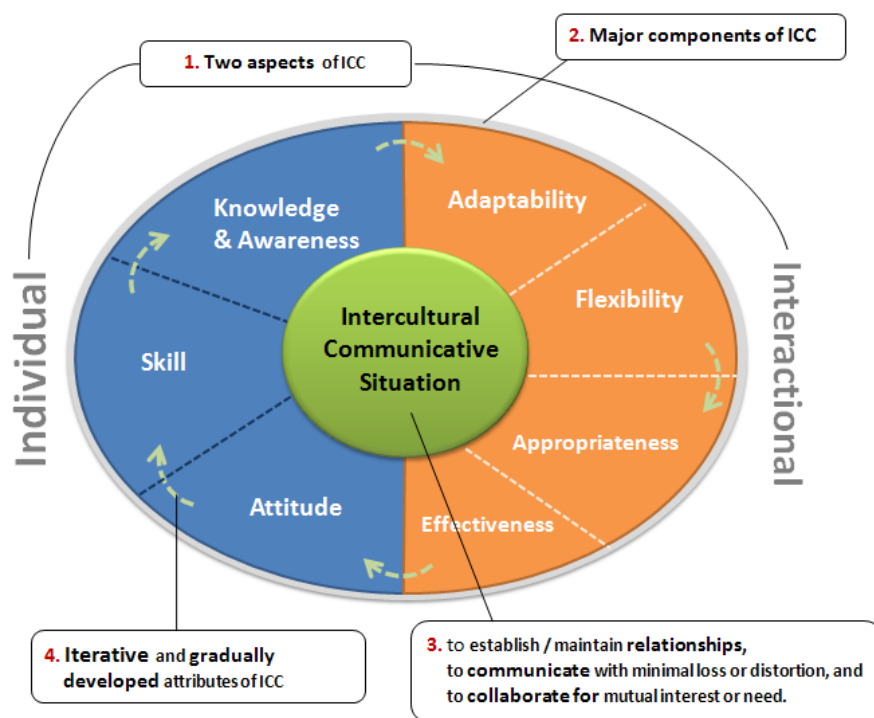 2. Major components of ICC
1. Two aspects of ICC
Individual
Interactional
Knowledge
& Awareness
Adaptability
Flexibility
Skill
Intercultural
Communicative
Situation
Appropriateness
Attitude
Effectiveness
4. Iterative and gradually
developed attributes of ICC
3. to establish / maintain relationships,
to communicate with minimal loss or distortion, and
to collaborate for mutual interest or need.